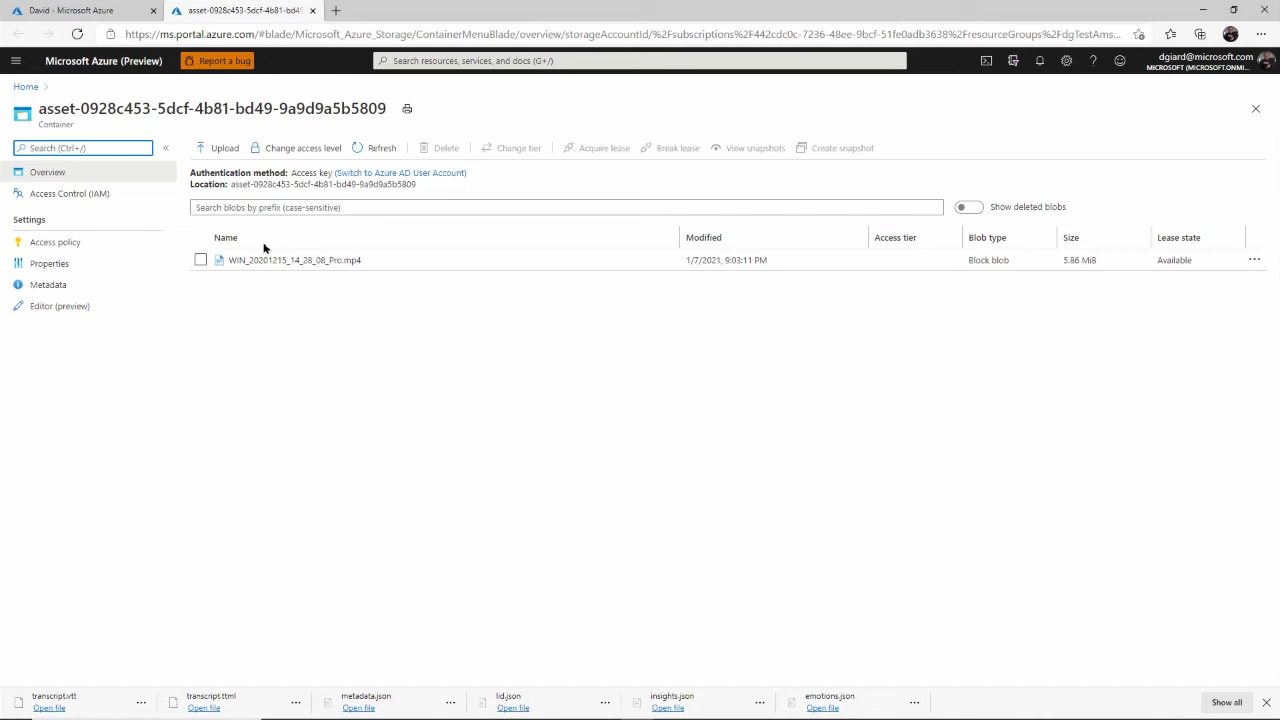 David - Microsoft Azure
asset-0928c453-5dcf-4b81-bd49
https://ms.portal.azure.com/#blade/Microsoft_Azure_Storage/ContainerMenuBlade/overview/storageAccountId/%2Fsubscriptions%2F442cdc0c-7236-48ee-9bcf-51fe0adb3638%2FresourceGroups%2FdgTestAms...
Microsoft Azure (Preview)
Report a bug
Search resources, services, and docs (G+/)
dgiard@microsoft.com
MICROSOFT (MICROSOFT.ONMI...
Home
asset-0928c453-5dcf-4b81-bd49-9a9d9a5b5809
Container
Search (Ctrl+/)
«
Upload Change access level Refresh Delete Change tier Acquire lease Break lease View snapshots Create snapshot
Overview
Access Control (IAM)
Settings
Access policy
Properties
Metadata
Editor (preview)
Authentication method: Access key (Switch to Azure AD User Account)
Location: asset-0928c453-5dcf-4b81-bd49-9a9d9a5b5809
Search blobs by prefix (case-sensitive)
Show deleted blobs
Name Modified Access tier Blob type Size Lease state
WIN_20201215_14_28_08_Pro.mp4 1/7/2021, 9:03:11 PM Block blob 5.86 MiB Available
transcript.vtt
Open file
transcript.ttml
Open file
metadata.json
Open file
lid.json
Open file
insights.json
Open file
emotions.json
Open file
Show all